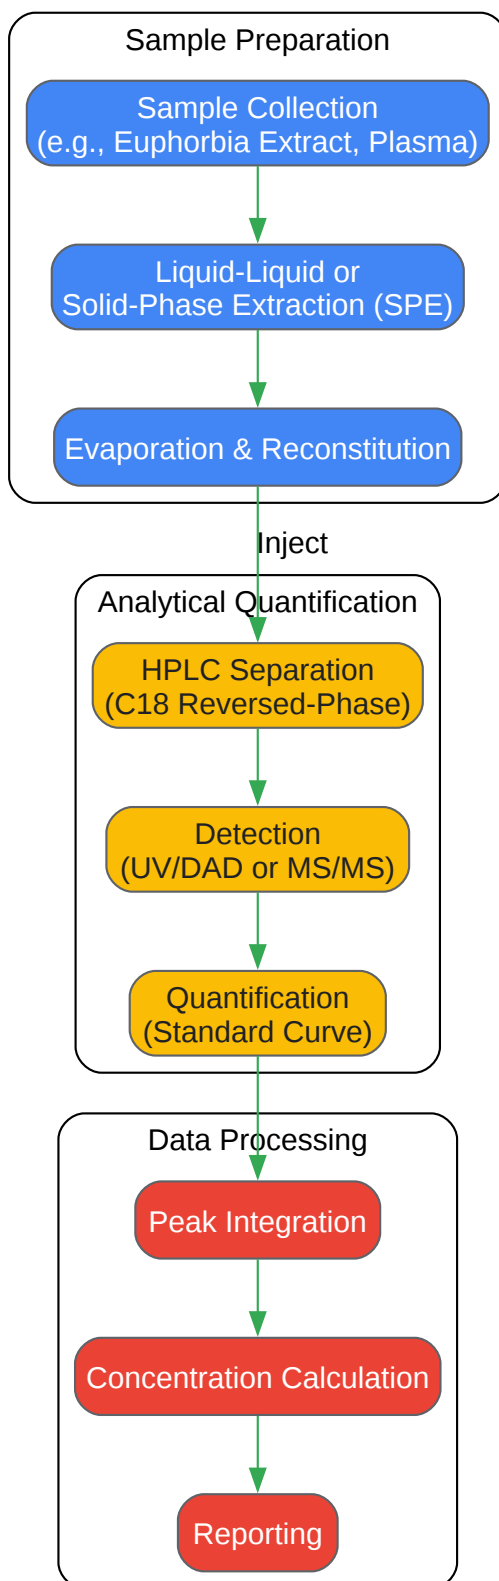 Sample Preparation
Sample Collection
(e.g., Euphorbia Extract, Plasma)
Liquid-Liquid or
Solid-Phase Extraction (SPE)
Evaporation & Reconstitution
Inject
Analytical Quantification
HPLC Separation
(C18 Reversed-Phase)
Detection
(UV/DAD or MS/MS)
Quantification
(Standard Curve)
Data Processing
Peak Integration
Concentration Calculation
Reporting